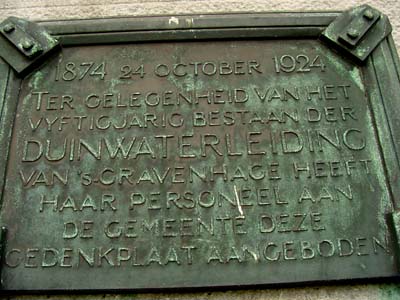 1874 24 OCTOBER 1924
TER GELEGENHEID VAN HET
VYFTIGJARIG BESTAAN DER
DUINWATERLEIDING
VAN 's-GRAVENHAGE HEEFT
HAAR PERSONEEL AAN
DE GEMEENTE DEZE
GEDENKPLAAT AANGEBODEN